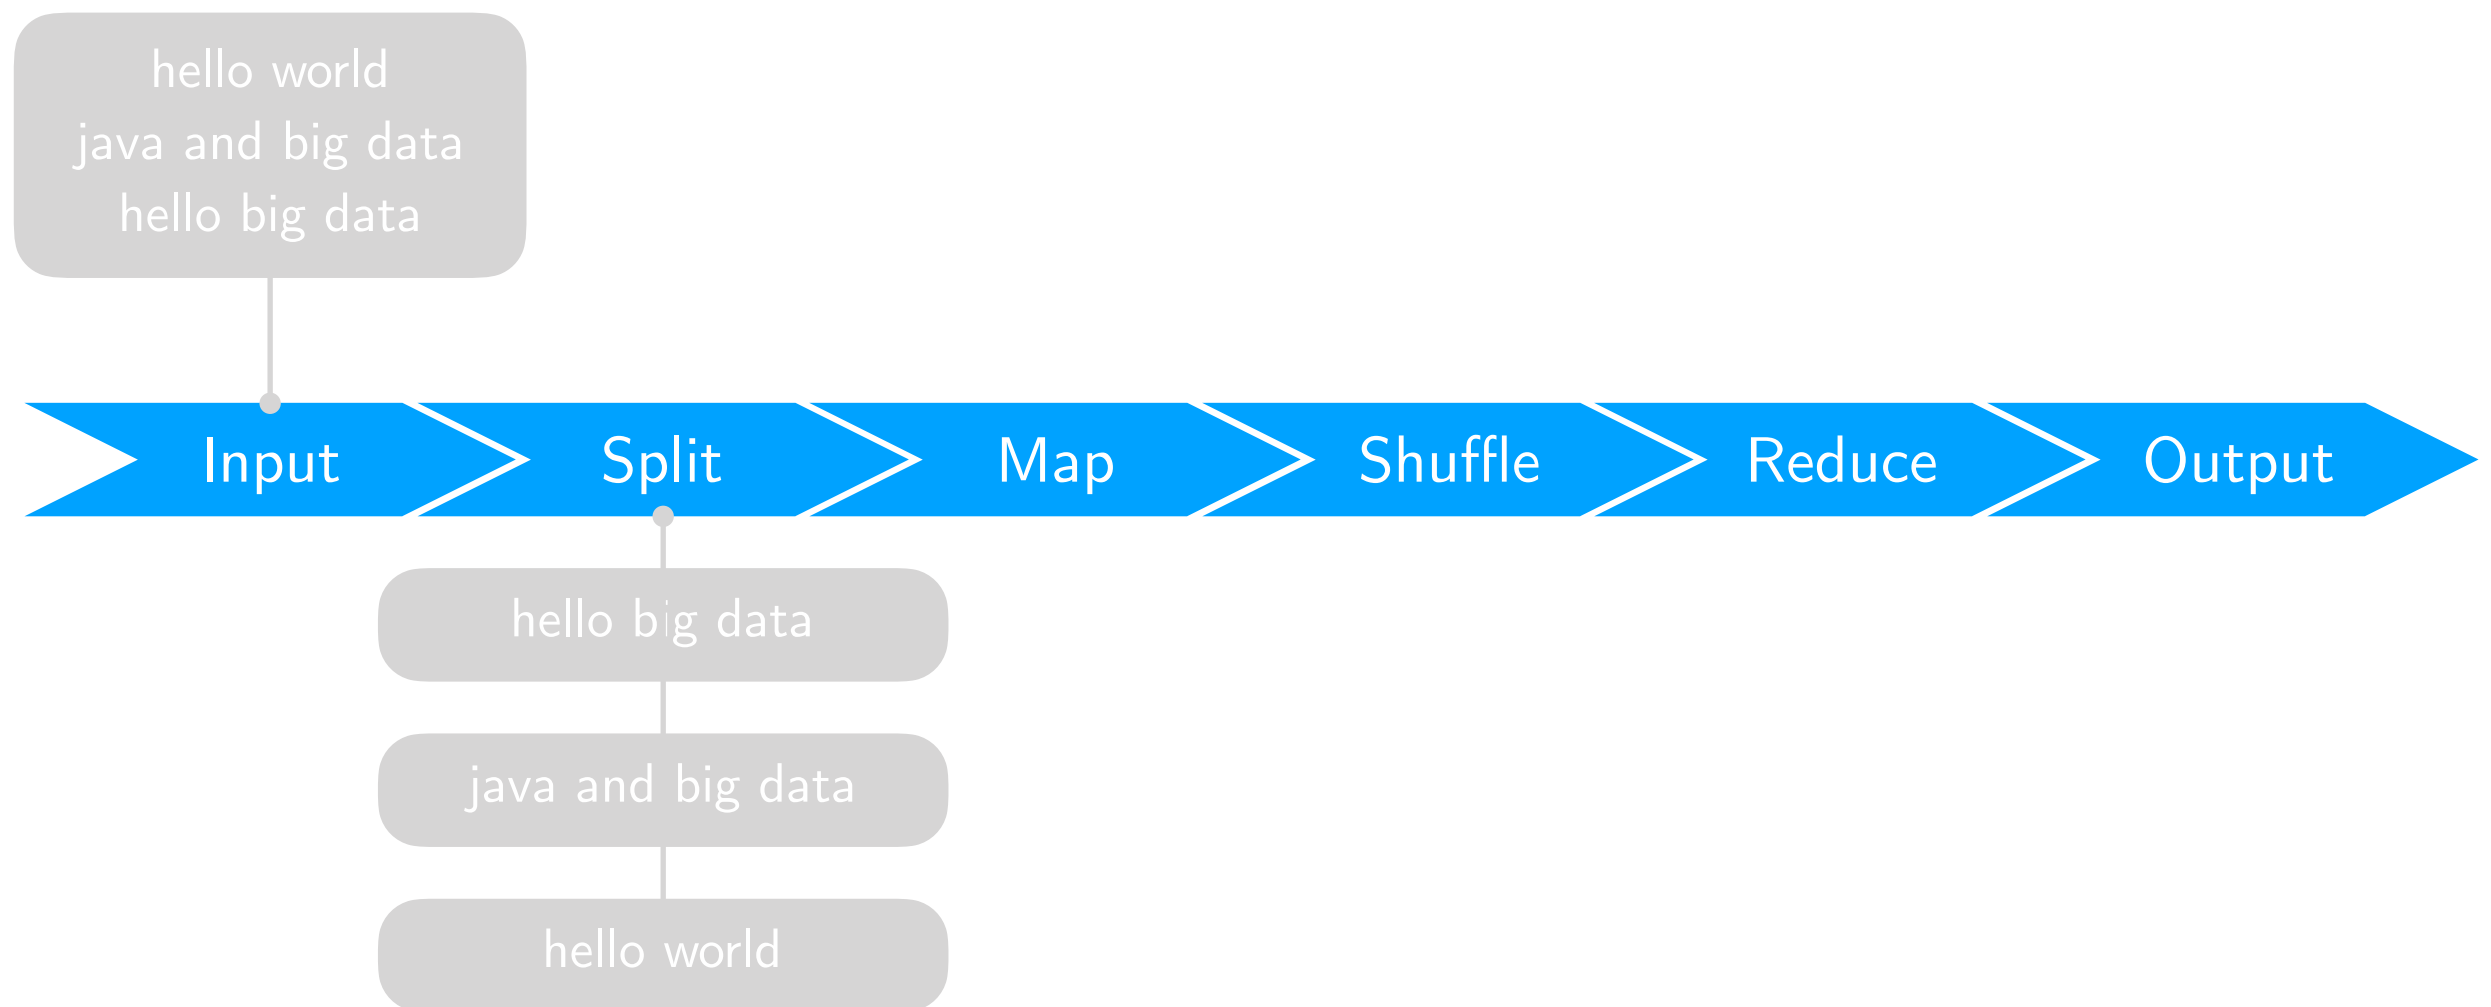 hello world
java and big data
hello big data
Input
Split
Map
Shuffle
Reduce
Output
hello big data
java and big data
hello world